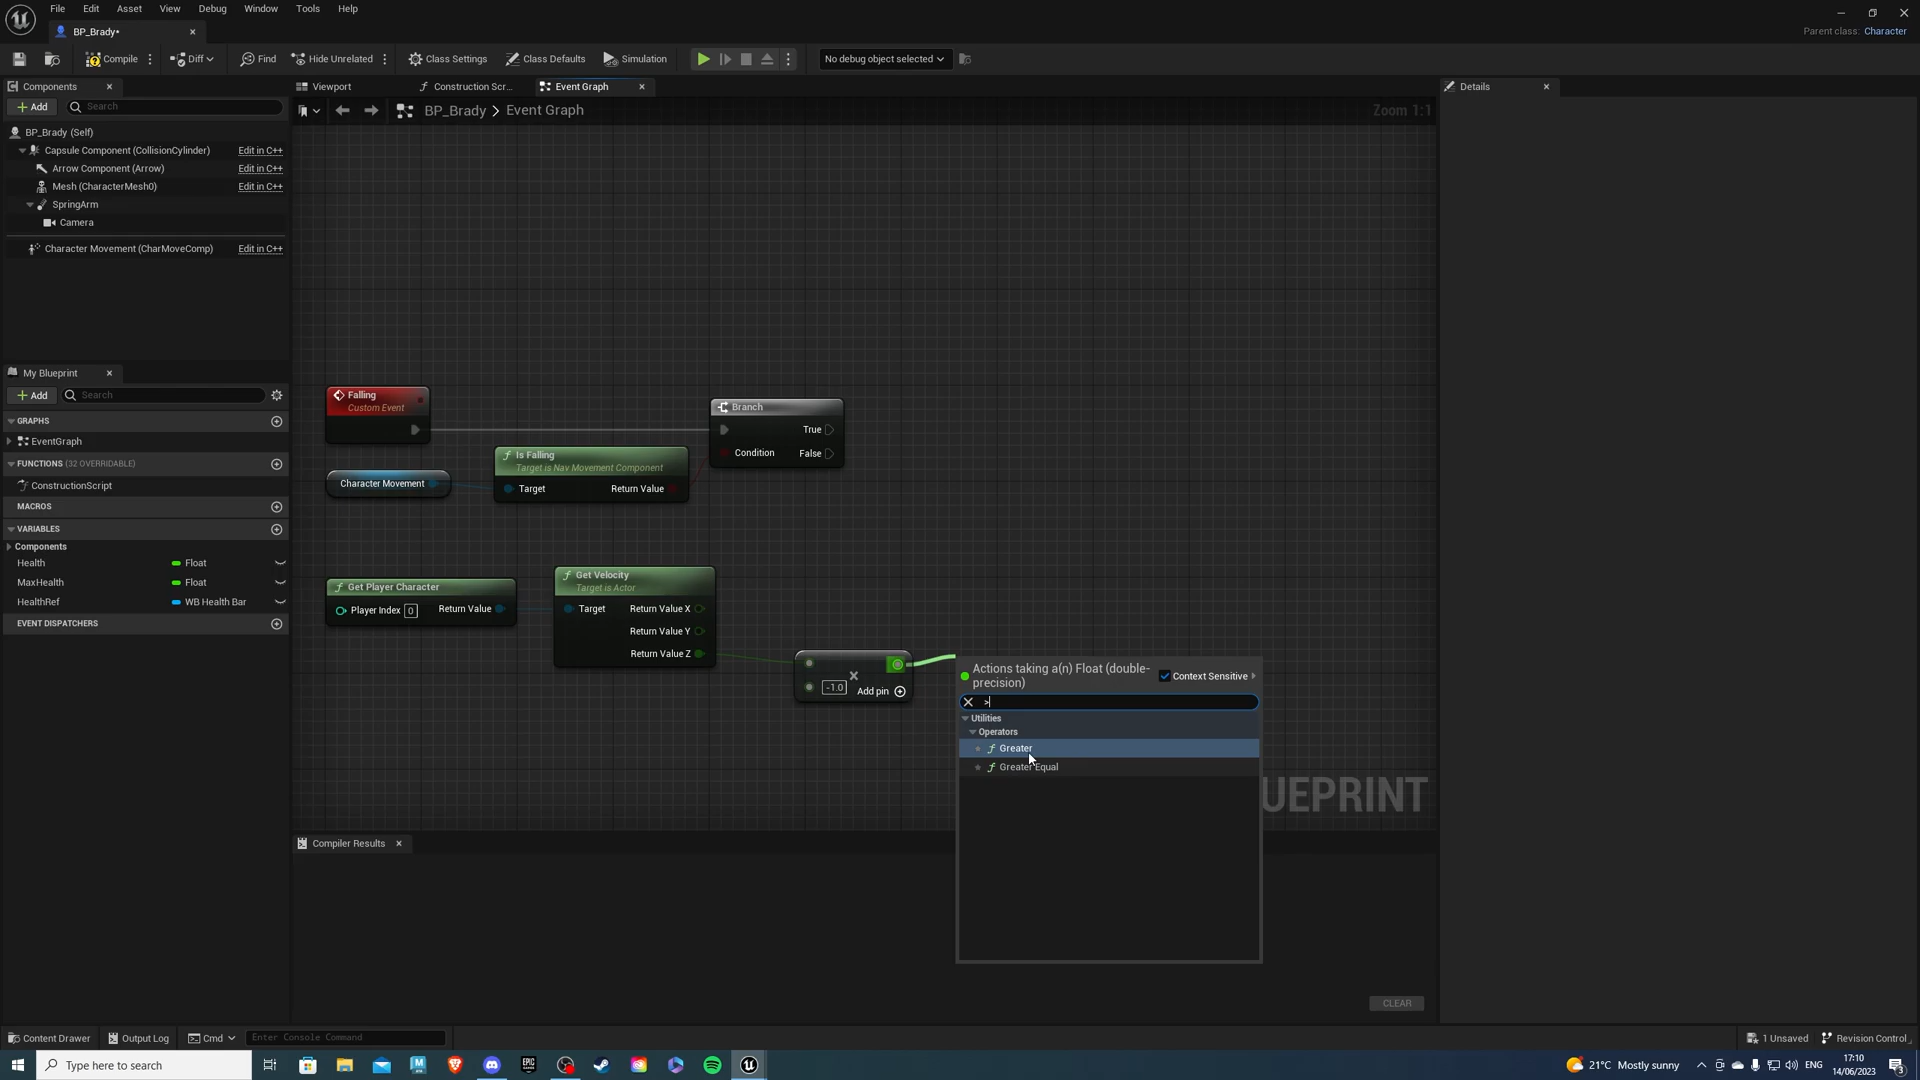 File Edit Asset View Debug Window Tools Help
BP_Brady•
Parent class: Character
Compile Diff Find Hide Unrelated Class Settings Class Defaults Simulation No debug object selected
Components
Viewport Construction Scr... Event Graph
Details
Add Search
BP_Brady > Event Graph
Zoom 1:1
BP_Brady (Self)
Capsule Component (CollisionCylinder) Edit in C++
Arrow Component (Arrow) Edit in C++
Mesh (CharacterMesh0) Edit in C++
SpringArm
Camera
Character Movement (CharMoveComp) Edit in C++
My Blueprint
Add Search
GRAPHS
EventGraph
FUNCTIONS (32 OVERRIDABLE)
ConstructionScript
MACROS
VARIABLES
Components
Health Float
MaxHealth Float
HealthRef WB Health Bar
EVENT DISPATCHERS
Falling
Custom Event
Branch
True
Condition False
Is Falling
Target is Nav Movement Component
Target Return Value
Character Movement
Get Player Character
Player Index 0 Return Value
Get Velocity
Target is Actor
Target Return Value X
Return Value Y
Return Value Z
-1.0 Add pin
Actions taking a(n) Float (double-
precision)
Context Sensitive
>
Utilities
Operators
Greater
Greater Equal
UEPRINT
Compiler Results
CLEAR
Content Drawer Output Log Cmd Enter Console Command
1 Unsaved Revision Control
Type here to search
21°C Mostly sunny
ENG
17:10
14/06/2023
3